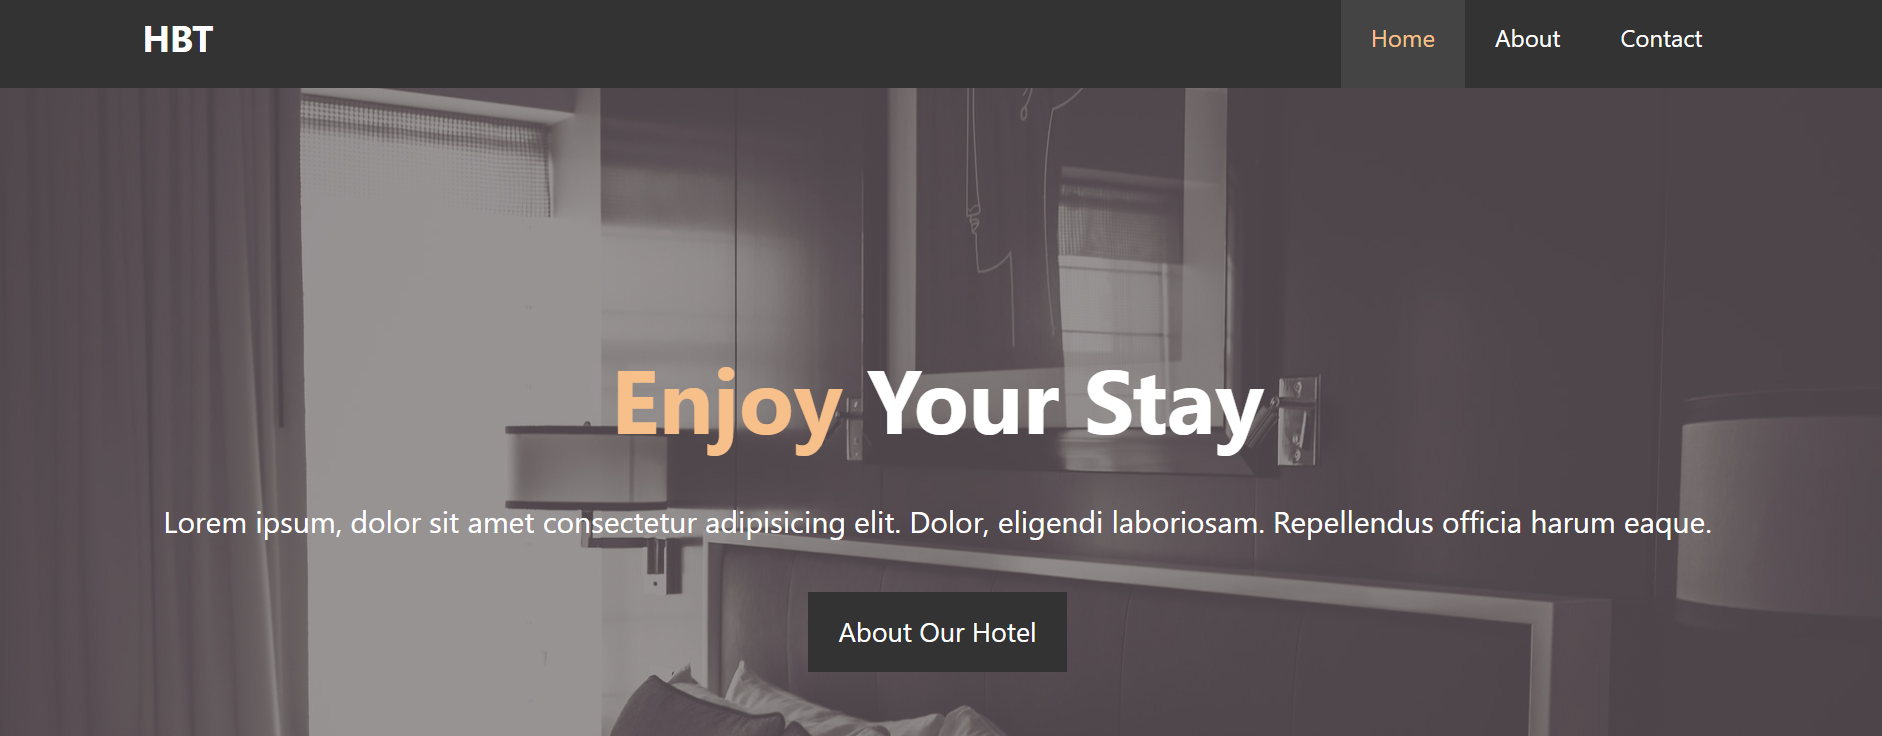 HBT
Home About Contact
Enjoy Your Stay
Lorem ipsum, dolor sit amet consectetur adipisicing elit. Dolor, eligendi laboriosam. Repellendus officia harum eaque.
About Our Hotel